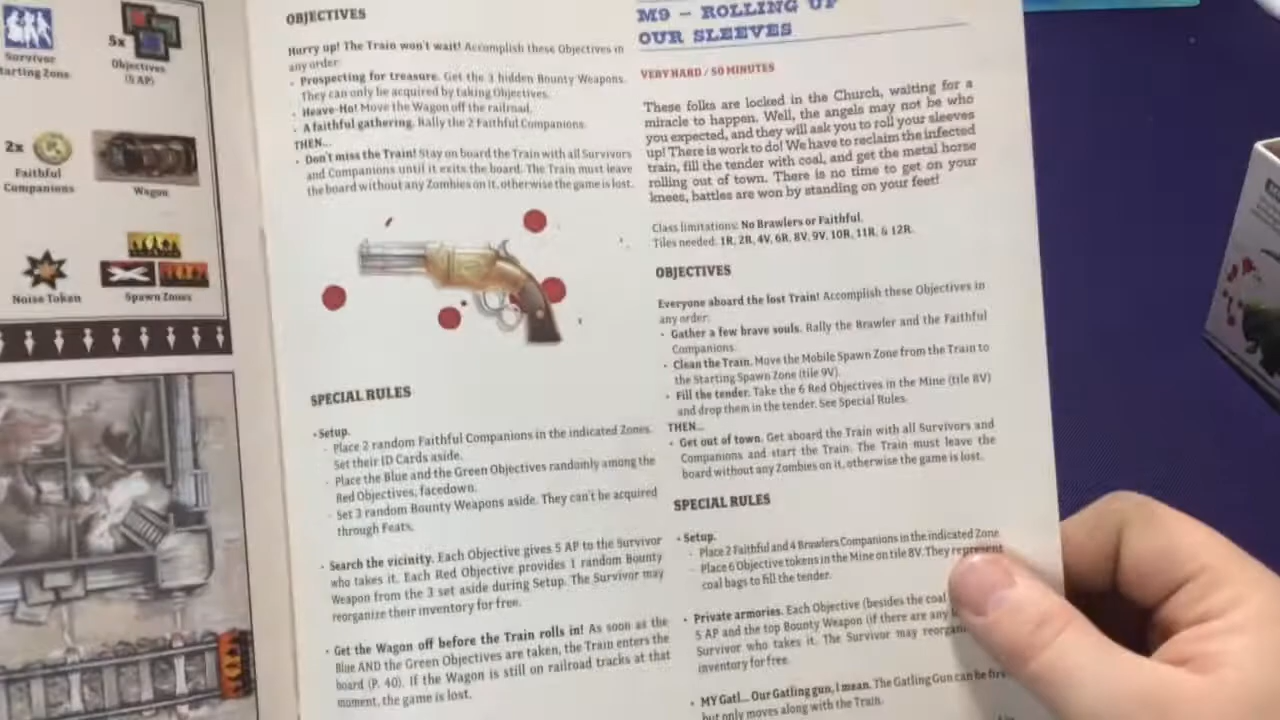 Survivor
Starting Zone
5x
Objectives
(5 AP)
2x
Faithful
Companions
Wagon
Noise Token
Spawn Zones
OBJECTIVES
Hurry up! The Train won't wait! Accomplish these Objectives in
any order:
• Prospecting for treasure. Get the 3 hidden Bounty Weapons.
They can only be acquired by taking Objectives.
• Heave-Ho! Move the Wagon off the railroad.
• A faithful gathering. Rally the 2 Faithful Companions.
THEN...
• Don't miss the Train! Stay on board the Train with all Survivors
and Companions until it exits the board. The Train must leave
the board without any Zombies on it, otherwise the game is lost.
SPECIAL RULES
• Setup.
- Place 2 random Faithful Companions in the indicated Zones.
Set their ID Cards aside.
- Place the Blue and the Green Objectives randomly among the
Red Objectives, facedown.
- Set 3 random Bounty Weapons aside. They can't be acquired
through Feats.
• Search the vicinity. Each Objective gives 5 AP to the Survivor
who takes it. Each Red Objective provides 1 random Bounty
Weapon from the 3 set aside during Setup. The Survivor may
reorganize their inventory for free.
• Get the Wagon off before the Train rolls in! As soon as the
Blue AND the Green Objectives are taken, the Train enters the
board (P. 40). If the Wagon is still on railroad tracks at that
moment, the game is lost.
M9 – ROLLING UP
OUR SLEEVES
VERY HARD / 50 MINUTES
These folks are locked in the Church, waiting for a
miracle to happen. Well, the angels may not be who
you expected, and they will ask you to roll your sleeves
up! There is work to do! We have to reclaim the infected
train, fill the tender with coal, and get the metal horse
rolling out of town. There is no time to get on your
knees, battles are won by standing on your feet!
Class limitations: No Brawlers or Faithful.
Tiles needed: 1R, 2R, 4V, 6R, 8V, 9V, 10R, 11R, & 12R.
OBJECTIVES
Everyone aboard the lost Train! Accomplish these Objectives in
any order:
• Gather a few brave souls. Rally the Brawler and the Faithful
Companions.
• Clean the Train. Move the Mobile Spawn Zone from the Train to
the Starting Spawn Zone (tile 9V).
• Fill the tender. Take the 6 Red Objectives in the Mine (tile 8V)
and drop them in the tender. See Special Rules.
THEN...
• Get out of town. Get aboard the Train with all Survivors and
Companions and start the Train. The Train must leave the
board without any Zombies on it, otherwise the game is lost.
SPECIAL RULES
• Setup.
- Place 2 Faithful and 4 Brawlers Companions in the indicated Zone
- Place 6 Objective tokens in the Mine on tile 8V. They represent
coal bags to fill the tender.
• Private armories. Each Objective (besides the coal
5 AP and the top Bounty Weapon (if there are any
Survivor who takes it. The Survivor may
inventory for free.
• MY Gatl... Our Gatling gun, I mean. The Gatling Gun can be
but only moves along with the Train.